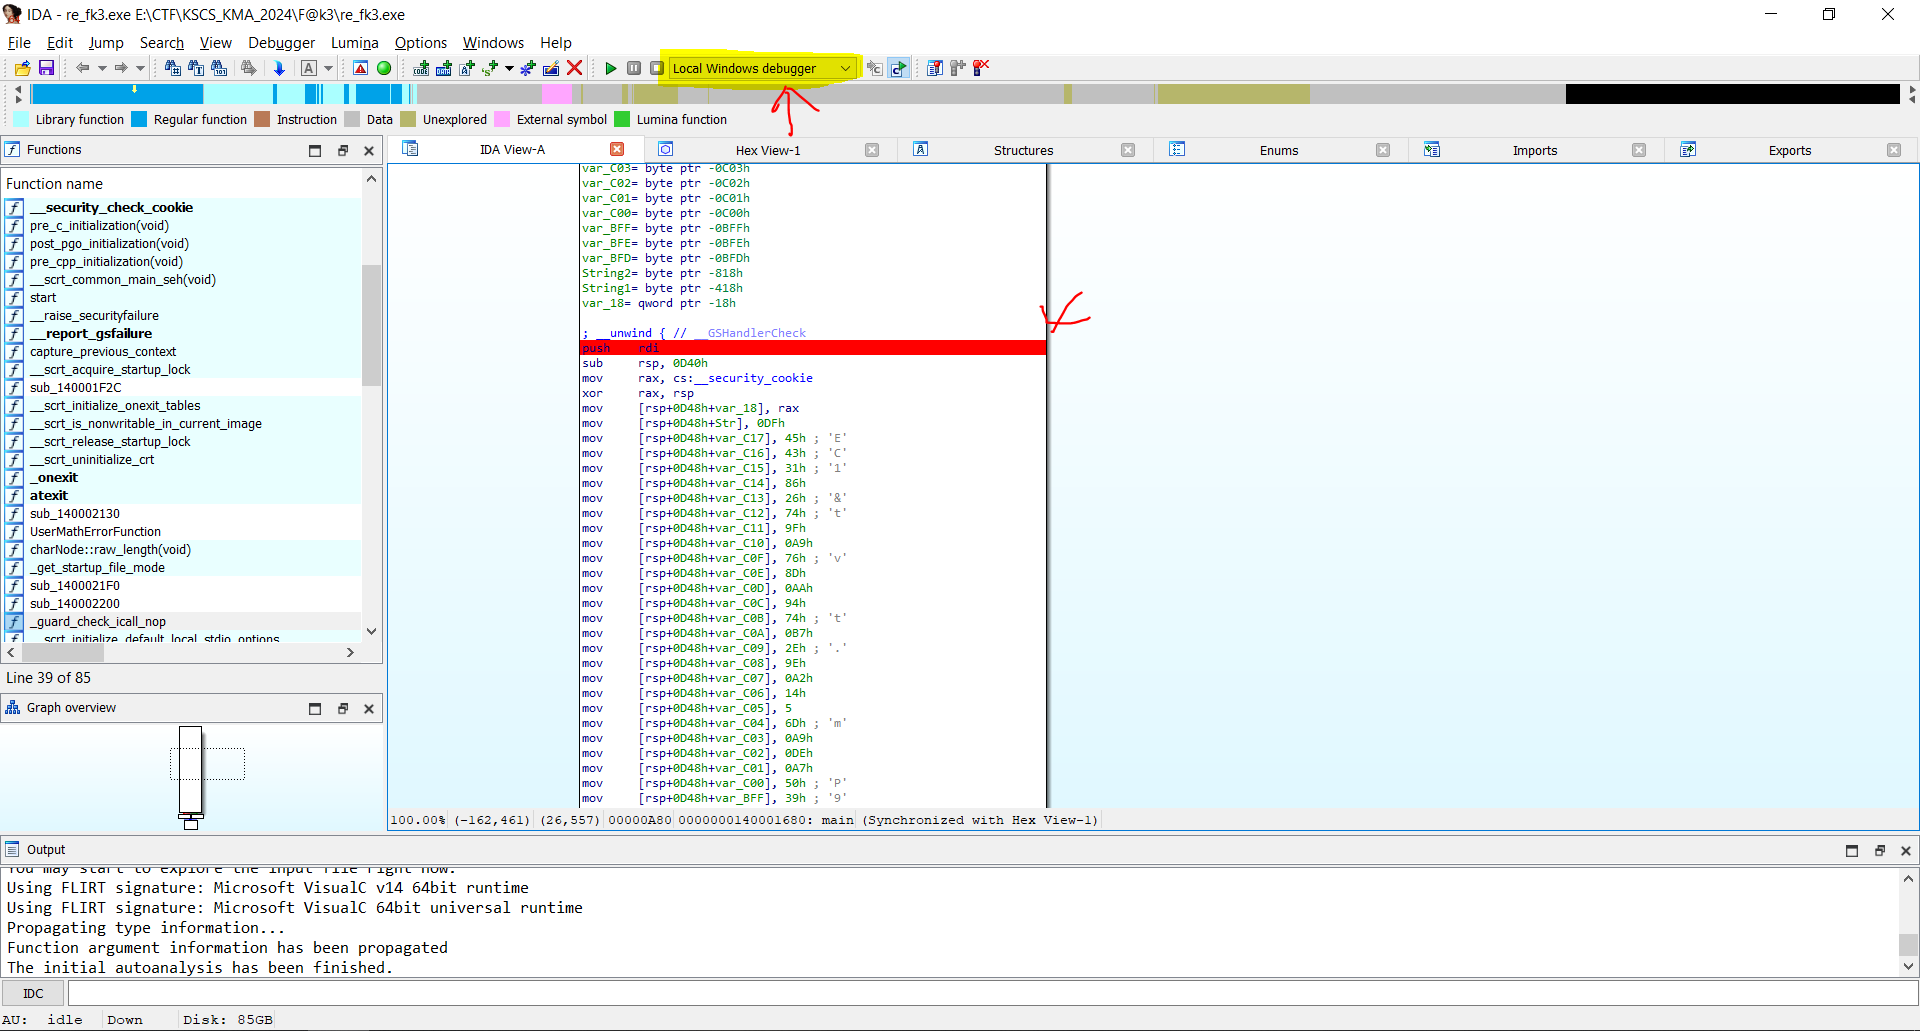 IDA - re_fk3.exe E:\CTF\KSCS_KMA_2024\F@k3\re_fk3.exe
File Edit Jump Search View Debugger Lumina Options Windows Help
Local Windows debugger
Library function Regular function Instruction Data Unexplored External symbol Lumina function
Functions
Function name
__security_check_cookie
pre_c_initialization(void)
post_pgo_initialization(void)
pre_cpp_initialization(void)
__scrt_common_main_seh(void)
start
__raise_securityfailure
__report_gsfailure
capture_previous_context
__scrt_acquire_startup_lock
sub_140001F2C
__scrt_initialize_onexit_tables
__scrt_is_nonwritable_in_current_image
__scrt_release_startup_lock
__scrt_uninitialize_crt
_onexit
atexit
sub_140002130
UserMathErrorFunction
charNode::raw_length(void)
_get_startup_file_mode
sub_1400021F0
sub_140002200
_guard_check_icall_nop
__scrt_initialize_default_local_stdio_options
Line 39 of 85
Graph overview
IDA View-A Hex View-1 Structures Enums Imports Exports
var_C03= byte ptr -0C03h
var_C02= byte ptr -0C02h
var_C01= byte ptr -0C01h
var_C00= byte ptr -0C00h
var_BFF= byte ptr -0BFFh
var_BFE= byte ptr -0BFEh
var_BFD= byte ptr -0BFDh
String2= byte ptr -818h
String1= byte ptr -418h
var_18= qword ptr -18h
; __unwind { // __GSHandlerCheck
push rdi
sub rsp, 0D40h
mov rax, cs:__security_cookie
xor rax, rsp
mov [rsp+0D48h+var_18], rax
mov [rsp+0D48h+Str], 0DFh
mov [rsp+0D48h+var_C17], 45h ; 'E'
mov [rsp+0D48h+var_C16], 43h ; 'C'
mov [rsp+0D48h+var_C15], 31h ; '1'
mov [rsp+0D48h+var_C14], 86h
mov [rsp+0D48h+var_C13], 26h ; '&'
mov [rsp+0D48h+var_C12], 74h ; 't'
mov [rsp+0D48h+var_C11], 9Fh
mov [rsp+0D48h+var_C10], 0A9h
mov [rsp+0D48h+var_C0F], 76h ; 'v'
mov [rsp+0D48h+var_C0E], 8Dh
mov [rsp+0D48h+var_C0D], 0AAh
mov [rsp+0D48h+var_C0C], 94h
mov [rsp+0D48h+var_C0B], 74h ; 't'
mov [rsp+0D48h+var_C0A], 0B7h
mov [rsp+0D48h+var_C09], 2Eh ; '.'
mov [rsp+0D48h+var_C08], 9Eh
mov [rsp+0D48h+var_C07], 0A2h
mov [rsp+0D48h+var_C06], 14h
mov [rsp+0D48h+var_C05], 5
mov [rsp+0D48h+var_C04], 6Dh ; 'm'
mov [rsp+0D48h+var_C03], 0A9h
mov [rsp+0D48h+var_C02], 0DEh
mov [rsp+0D48h+var_C01], 0A7h
mov [rsp+0D48h+var_C00], 50h ; 'P'
mov [rsp+0D48h+var_BFF], 39h ; '9'
100.00% (-162,461) (26,557) 00000A80 0000000140001680: main (Synchronized with Hex View-1)
Output
You may start to explore the input file right now.
Using FLIRT signature: Microsoft VisualC v14 64bit runtime
Using FLIRT signature: Microsoft VisualC 64bit universal runtime
Propagating type information...
Function argument information has been propagated
The initial autoanalysis has been finished.
IDC
AU: idle Down Disk: 85GB